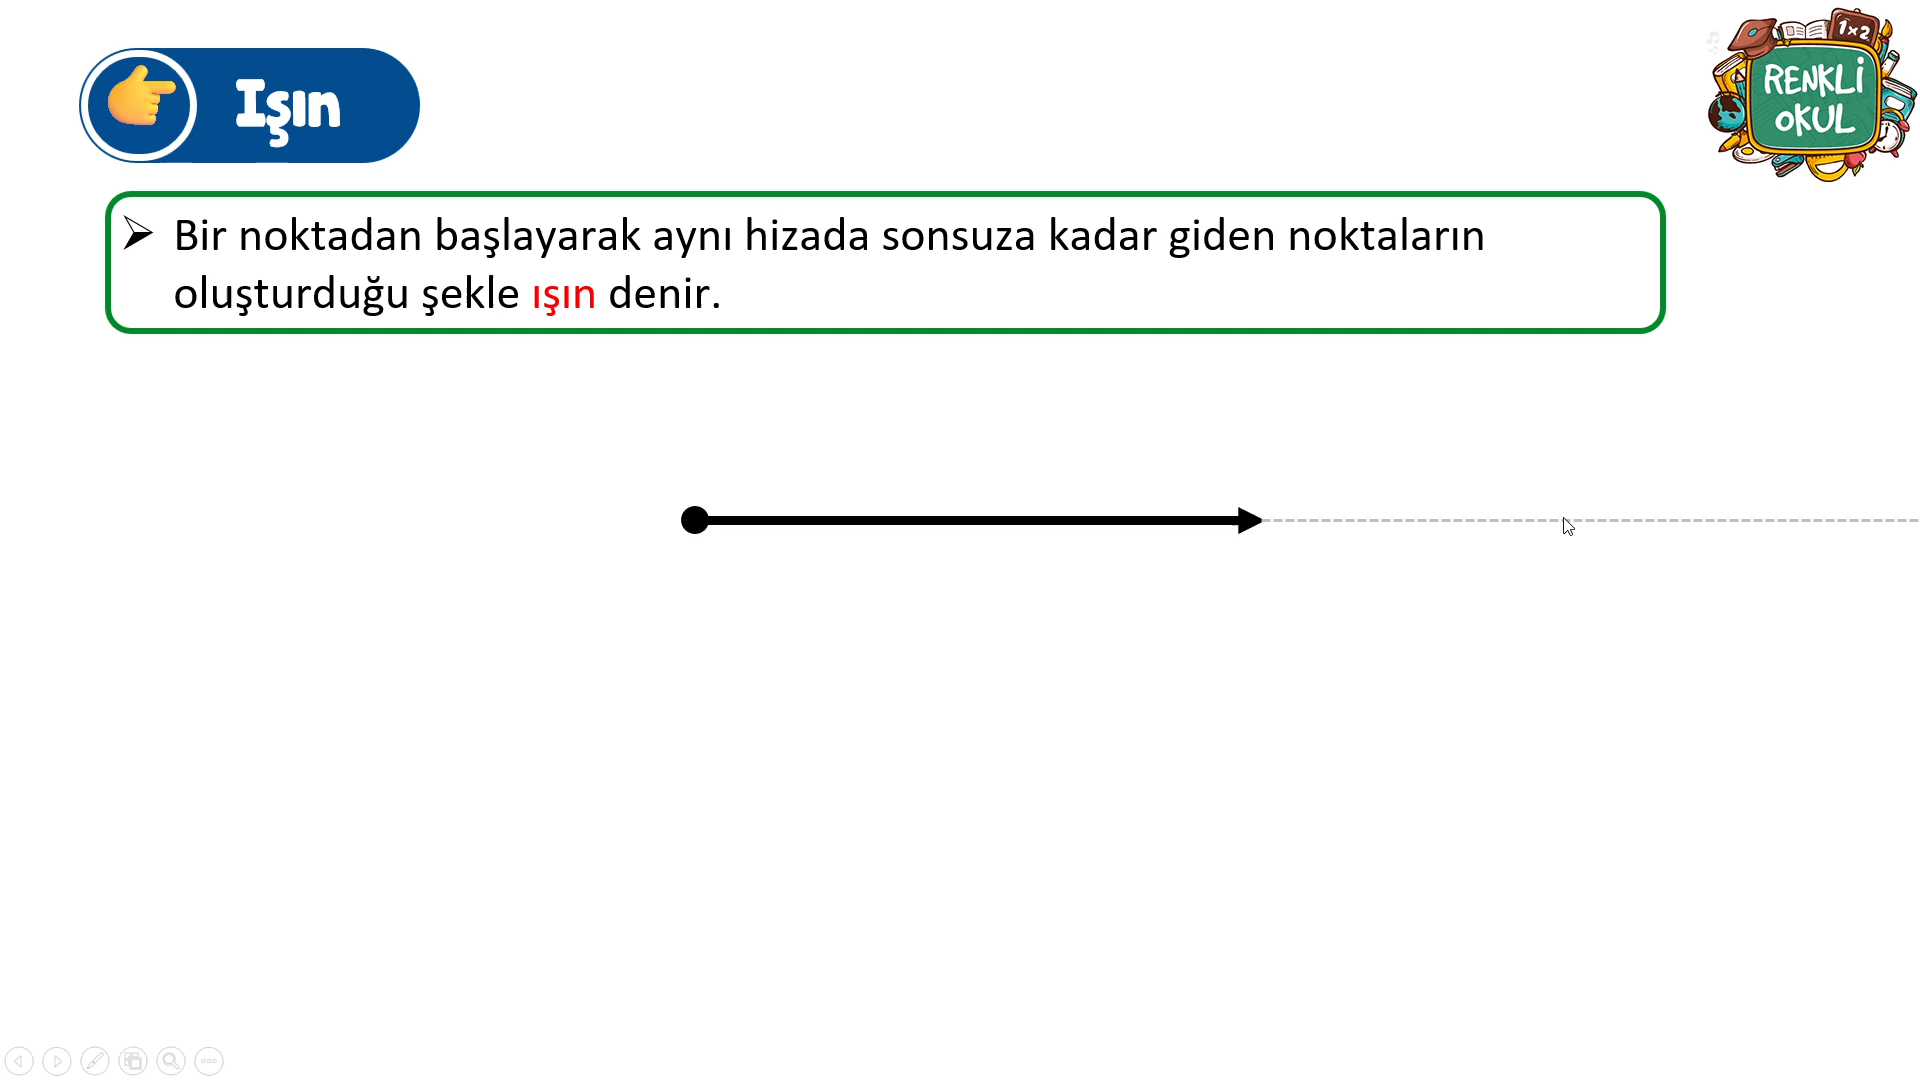 Işın
1x2
RENKLİ
OKUL
➢ Bir noktadan başlayarak aynı hizada sonsuza kadar giden noktaların
oluşturduğu şekle ışın denir.